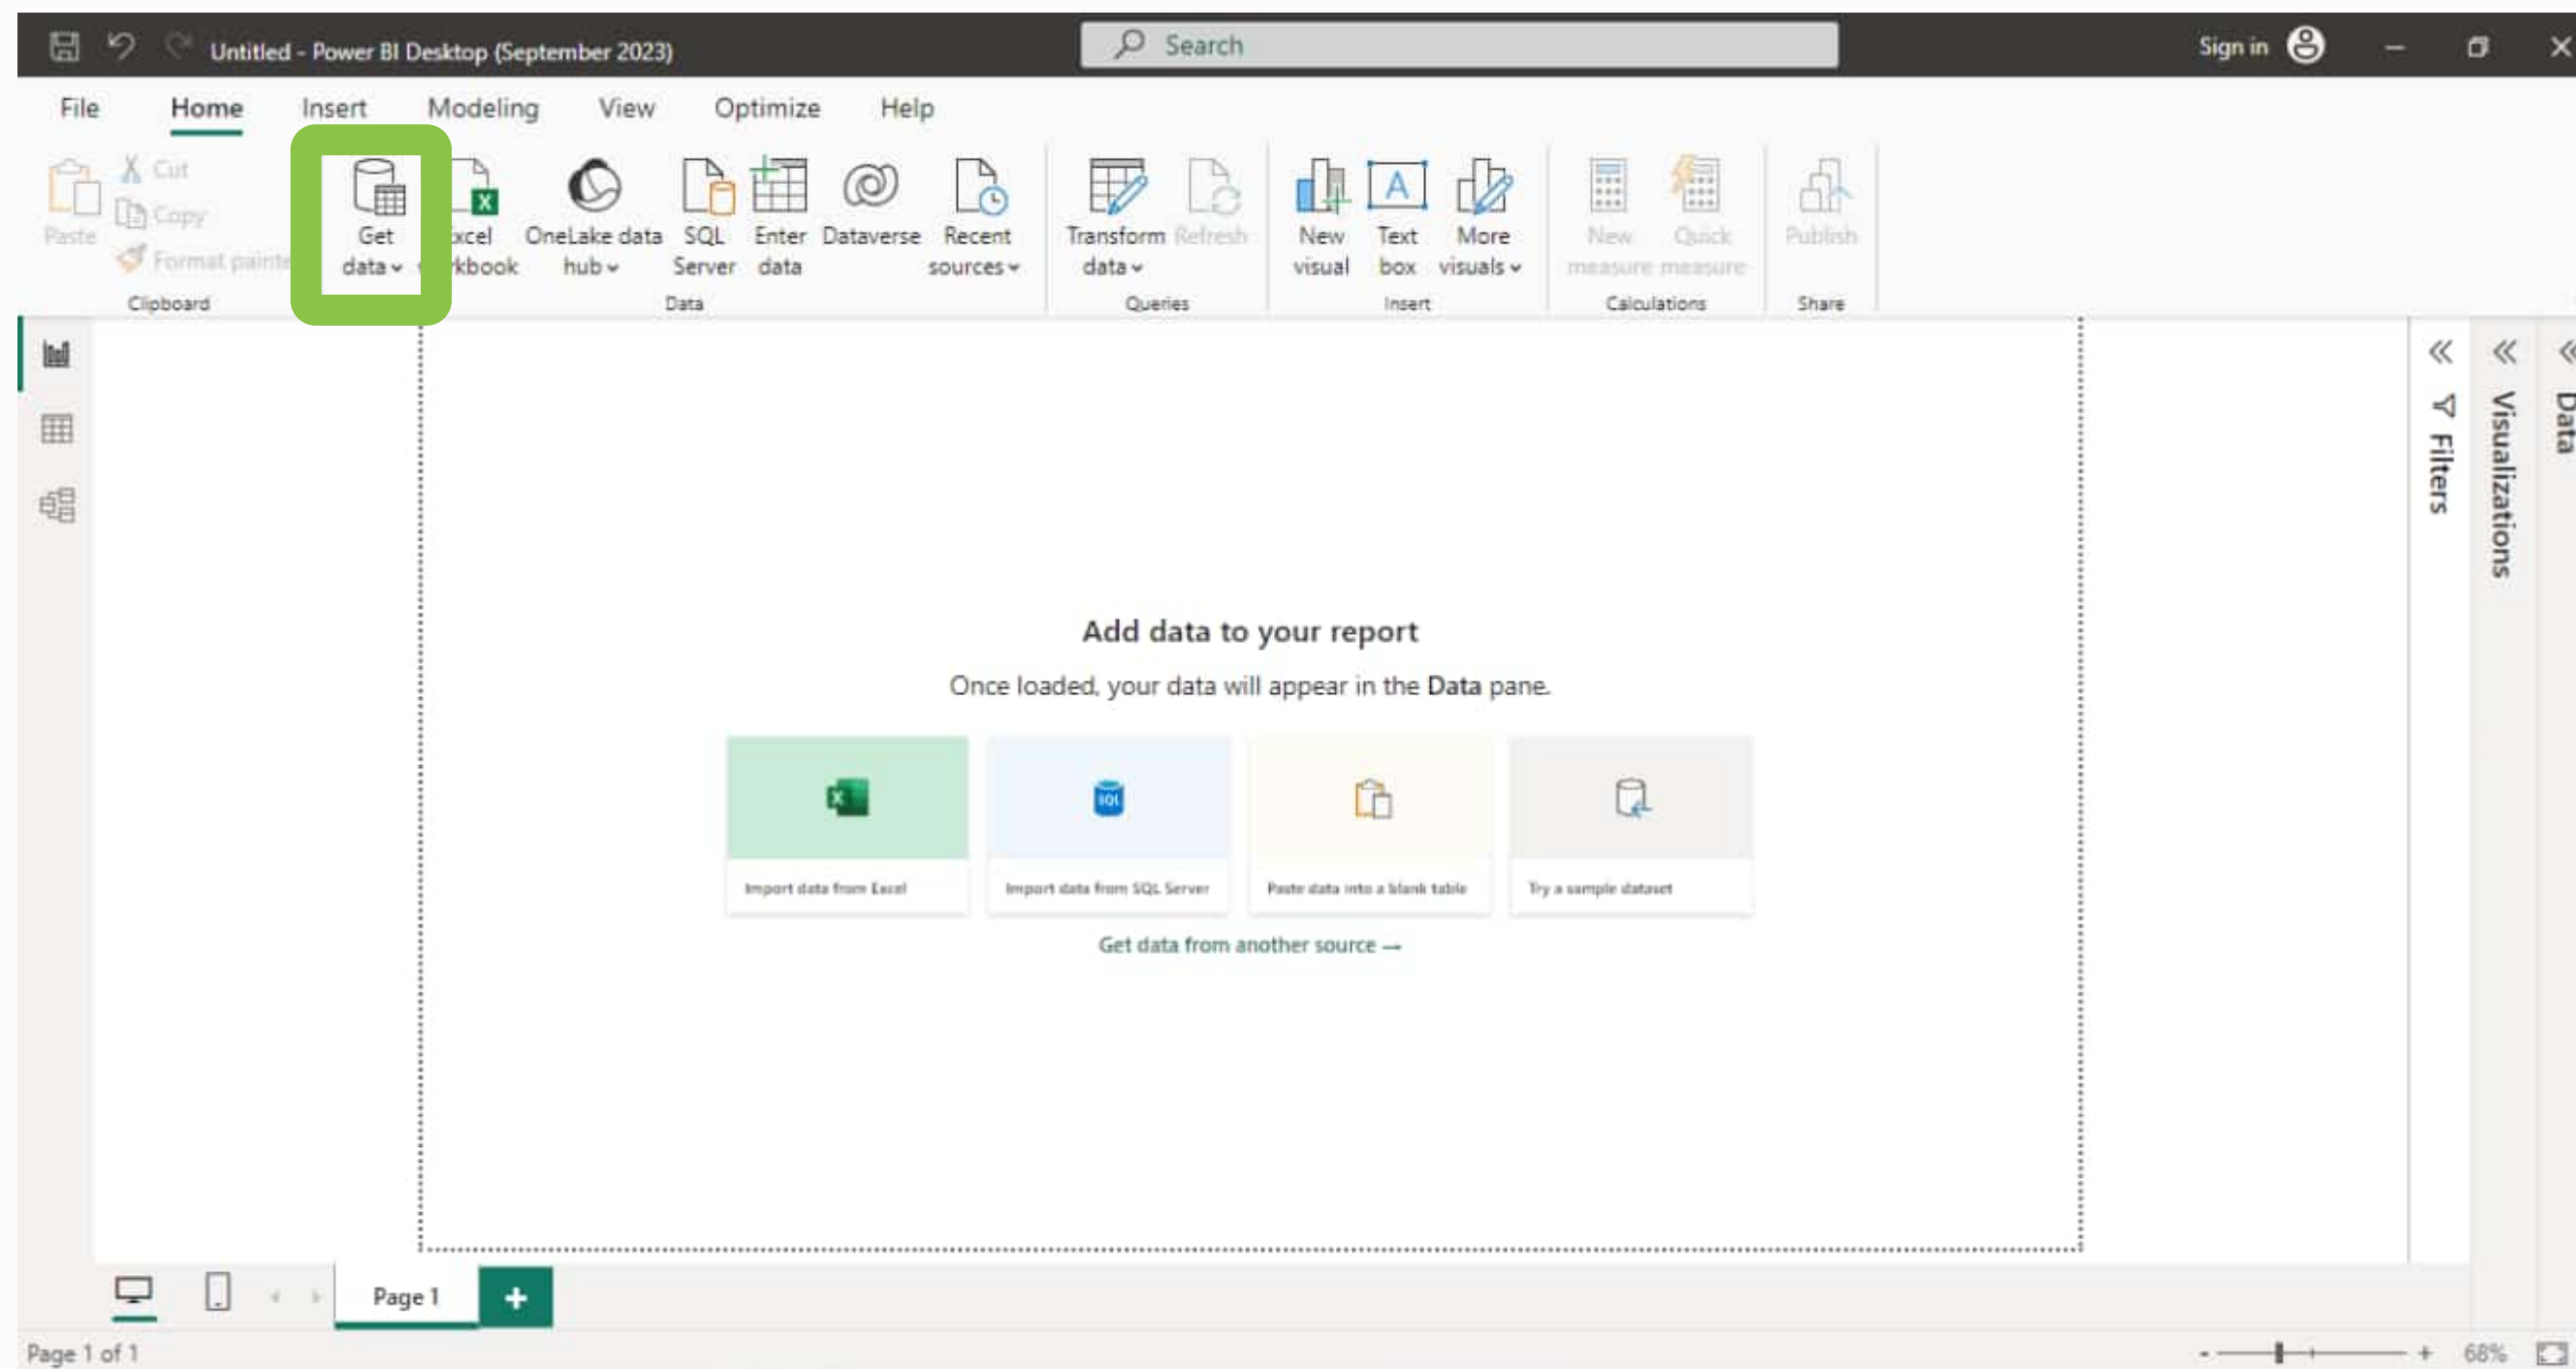 Untitled - Power BI Desktop (September 2023)
Search
Sign in
File Home Insert Modeling View Optimize Help
Paste
Cut
Copy
Format
Clipboard
Get
data
OneLake data
hub
SQL
Server
Enter
data
Dataverse
Recent
sources
Data
Transform
data
Refresh
Queries
New
visual
Text
box
More
visuals
Insert
New
measure
Quick
measure
Calculations
Publish
Share
Filters
Visualizations
Data
Add data to your report
Once loaded, your data will appear in the Data pane.
Import data from Excel
SQL
Import data from SQL Server
Paste data into a blank table
Try a sample dataset
Get data from another source →
Page 1
Page 1 of 1
68%